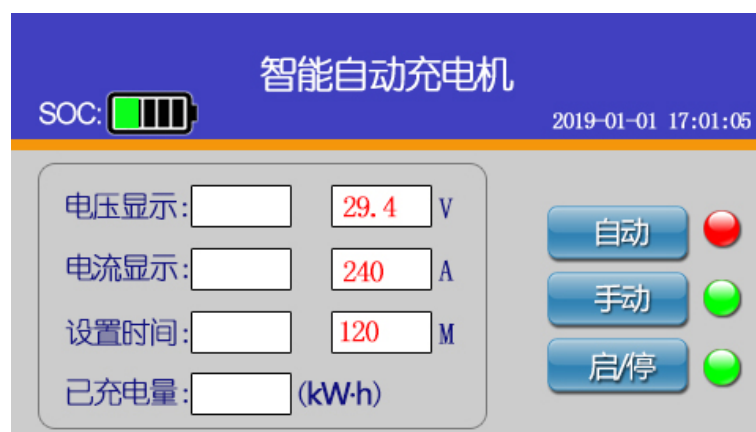 智能自动充电机
SOC:
2019-01-01 17:01:05
电压显示: 29.4 V
自动
电流显示: 240 A
手动
设置时间: 120 M
启/停
已充电量: (kW·h)